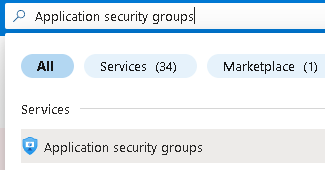 Application security groups
All Services (34) Marketplace (1)
Services
Application security groups